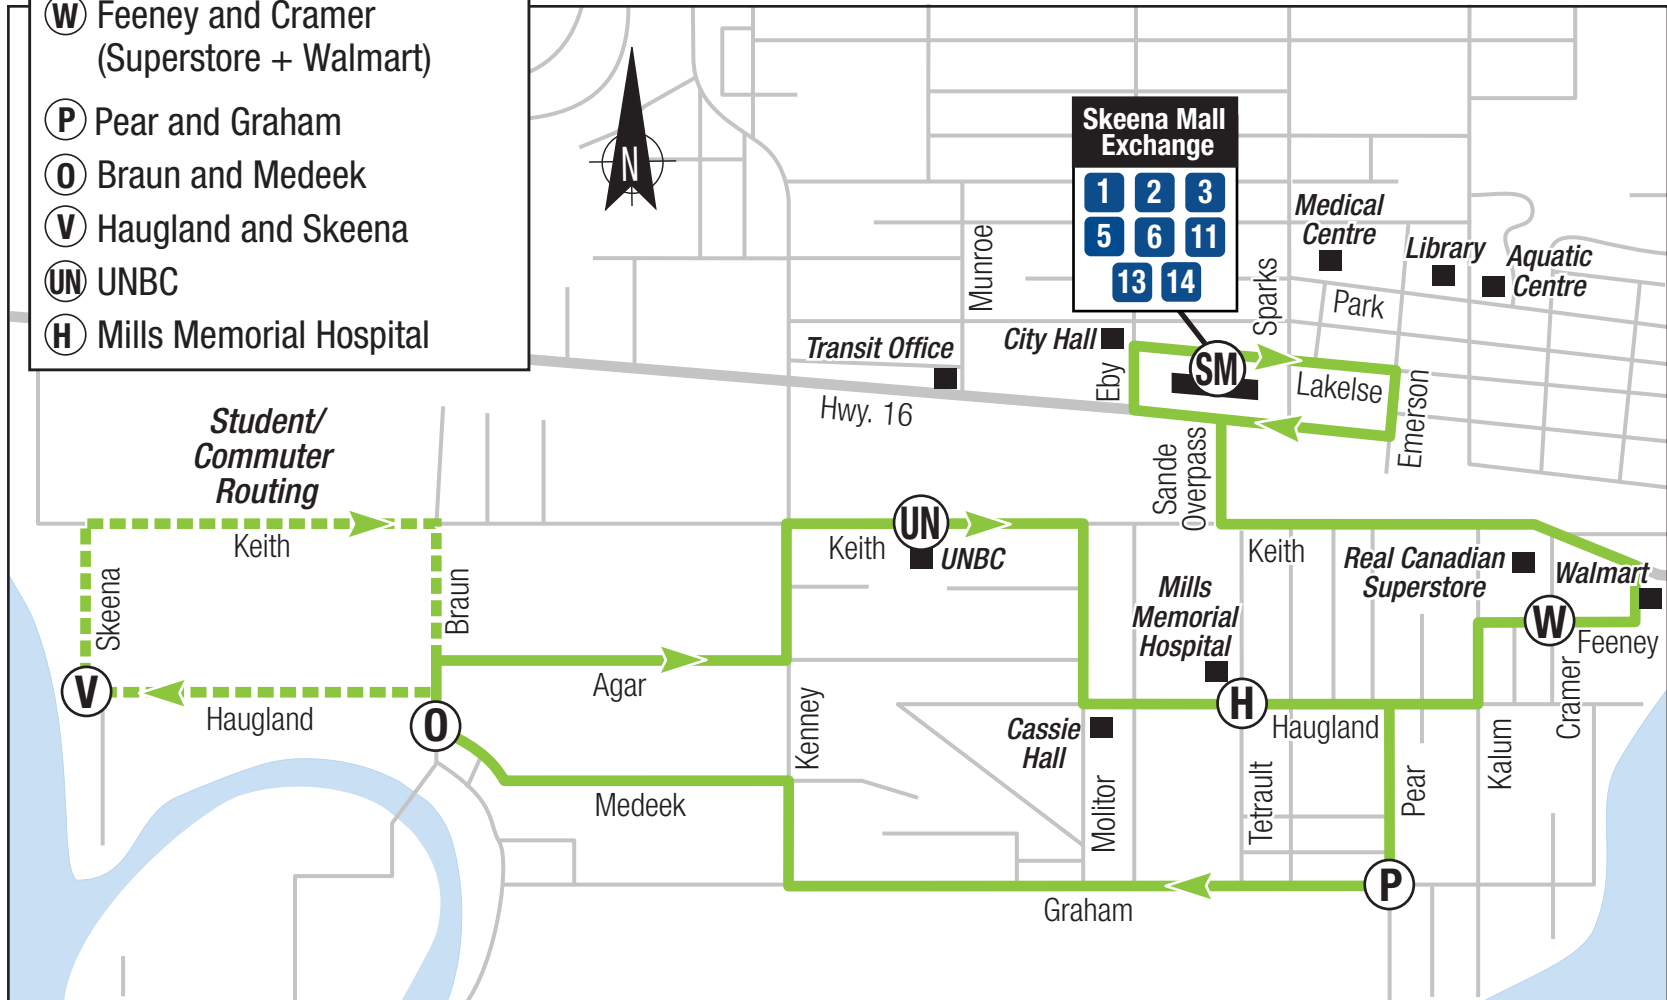 W Feeney and Cramer
(Superstore + Walmart)
P Pear and Graham
O Braun and Medeek
V Haugland and Skeena
UN UNBC
H Mills Memorial Hospital
N
Skeena Mall
Exchange
1 2 3
5 6 11
13 14
Medical
Centre
Library
Aquatic
Centre
Munroe
Sparks
Park
Transit Office
City Hall
Eby
SM
Lakelse
Emerson
Hwy. 16
Student/
Commuter
Routing
Sande
Overpass
Keith
Skeena
Braun
V
Haugland
O
Agar
Keith
UN
UNBC
Keith
Real Canadian
Superstore
Walmart
Mills
Memorial
Hospital
W
Feeney
Cramer
H
Haugland
Kenney
Cassie
Hall
Medeek
Molitor
Tetrault
Pear
Kalum
P
Graham